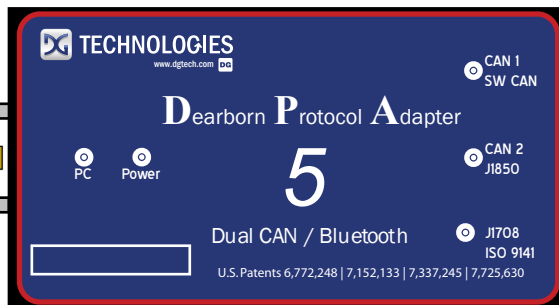 DG TECHNOLOGIES
www.dgtech.com DG
CAN 1
SW CAN
Dearborn Protocol Adapter
5
CAN 2
J1850
PC
Power
Dual CAN / Bluetooth
J1708
ISO 9141
U.S. Patents 6,772,248 | 7,152,133 | 7,337,245 | 7,725,630